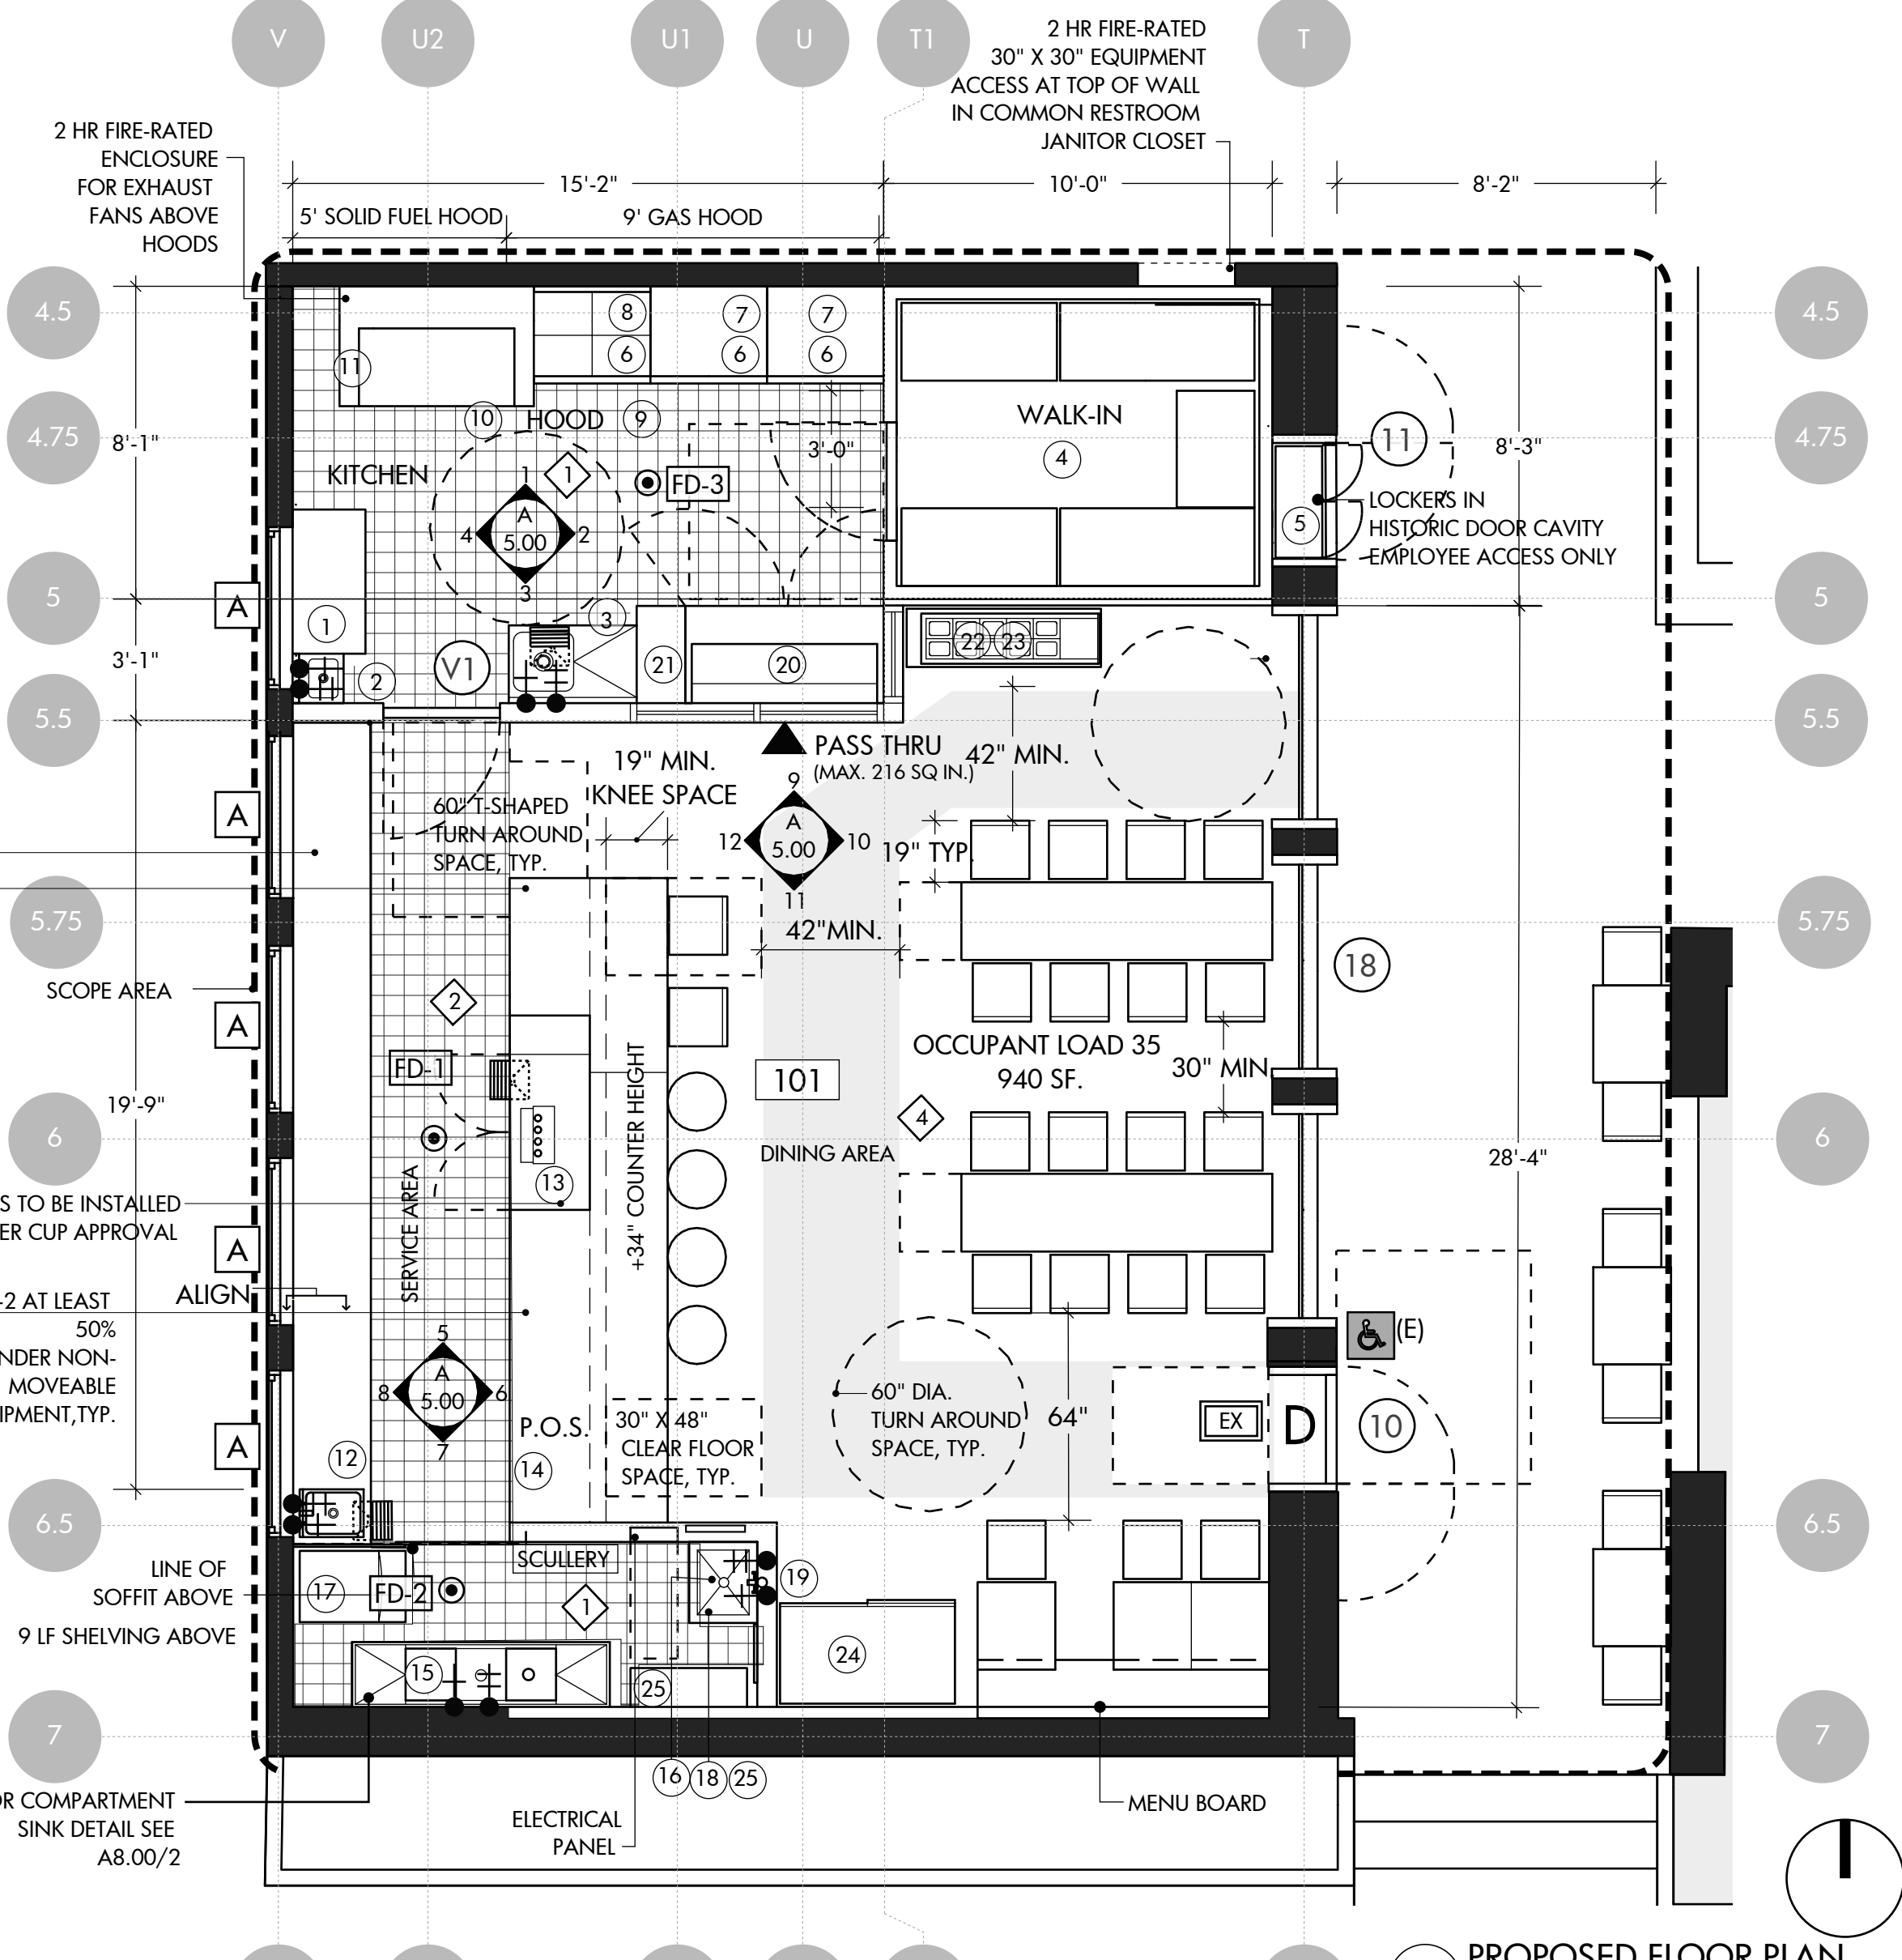 V
U2
U1
U
T1
T
2 HR FIRE-RATED
30" X 30" EQUIPMENT
ACCESS AT TOP OF WALL
IN COMMON RESTROOM
JANITOR CLOSET
2 HR FIRE-RATED
ENCLOSURE
FOR EXHAUST
FANS ABOVE
HOODS
15'-2"
10'-0"
8'-2"
5' SOLID FUEL HOOD
9' GAS HOOD
4.5
8
7
7
4.5
6
6
6
11
10
HOOD
9
WALK-IN
4
3'-0"
11
4.75
8'-1"
8'-3"
4.75
KITCHEN
1
1
FD-3
A
5.00
4
2
3
5
LOCKERS IN
HISTORIC DOOR CAVITY
EMPLOYEE ACCESS ONLY
5
A
1
3
5
3'-1"
2
V1
21
20
22
23
5.5
5.5
PASS THRU
(MAX. 216 SQ IN.)
42" MIN.
19" MIN.
KNEE SPACE
60" T-SHAPED
TURN AROUND
SPACE, TYP.
A
9
A
5.00
12
10
11
19" TYP.
5.75
42"MIN.
5.75
18
SCOPE AREA
2
A
OCCUPANT LOAD 35
940 SF.
30" MIN.
FD-1
101
+34" COUNTER HEIGHT
4
19'-9"
6
DINING AREA
6
28'-4"
13
SERVICE AREA
S TO BE INSTALLED
ER CUP APPROVAL
A
ALIGN
-2 AT LEAST
50%
NDER NON-
MOVEABLE
IPMENT,TYP.
(E)
5
A
5.00
8
6
7
60" DIA.
TURN AROUND
SPACE, TYP.
64"
EX
D
10
P.O.S.
14
30" X 48"
CLEAR FLOOR
SPACE, TYP.
A
12
6.5
6.5
SCULLERY
LINE OF
SOFFIT ABOVE
17
FD-2
1
19
9 LF SHELVING ABOVE
15
25
24
7
7
16
18
25
OR COMPARTMENT
SINK DETAIL SEE
A8.00/2
ELECTRICAL
PANEL
MENU BOARD
PROPOSED FLOOR PLAN